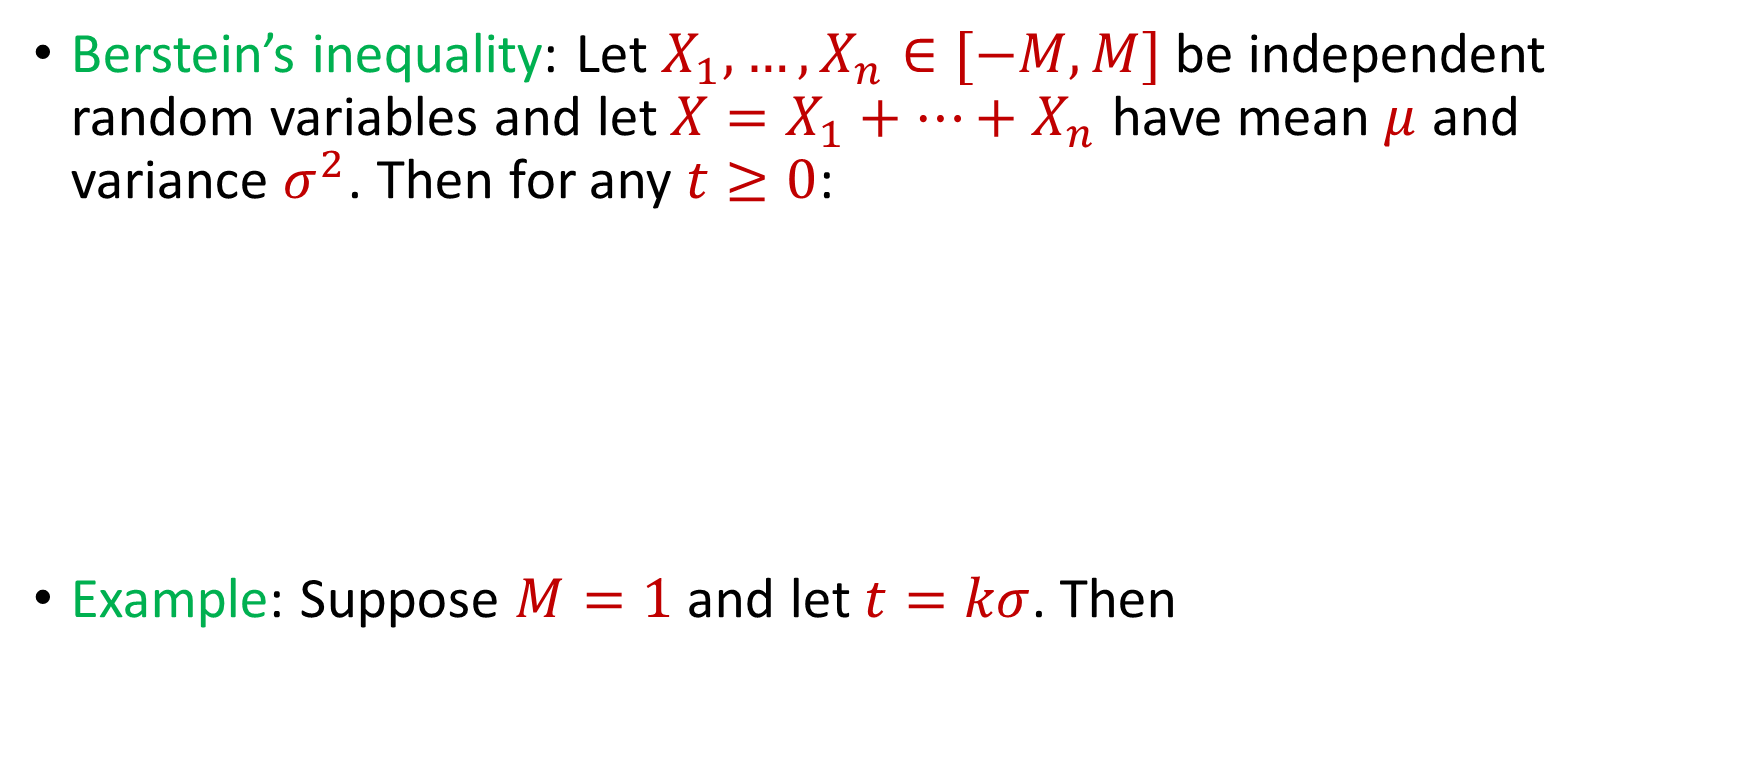 • Berstein’s inequality: Let X₁, … , Xₙ ∈ [−M, M] be independent
random variables and let X = X₁ + ⋯ + Xₙ have mean μ and
variance σ². Then for any t ≥ 0:
• Example: Suppose M = 1 and let t = kσ. Then